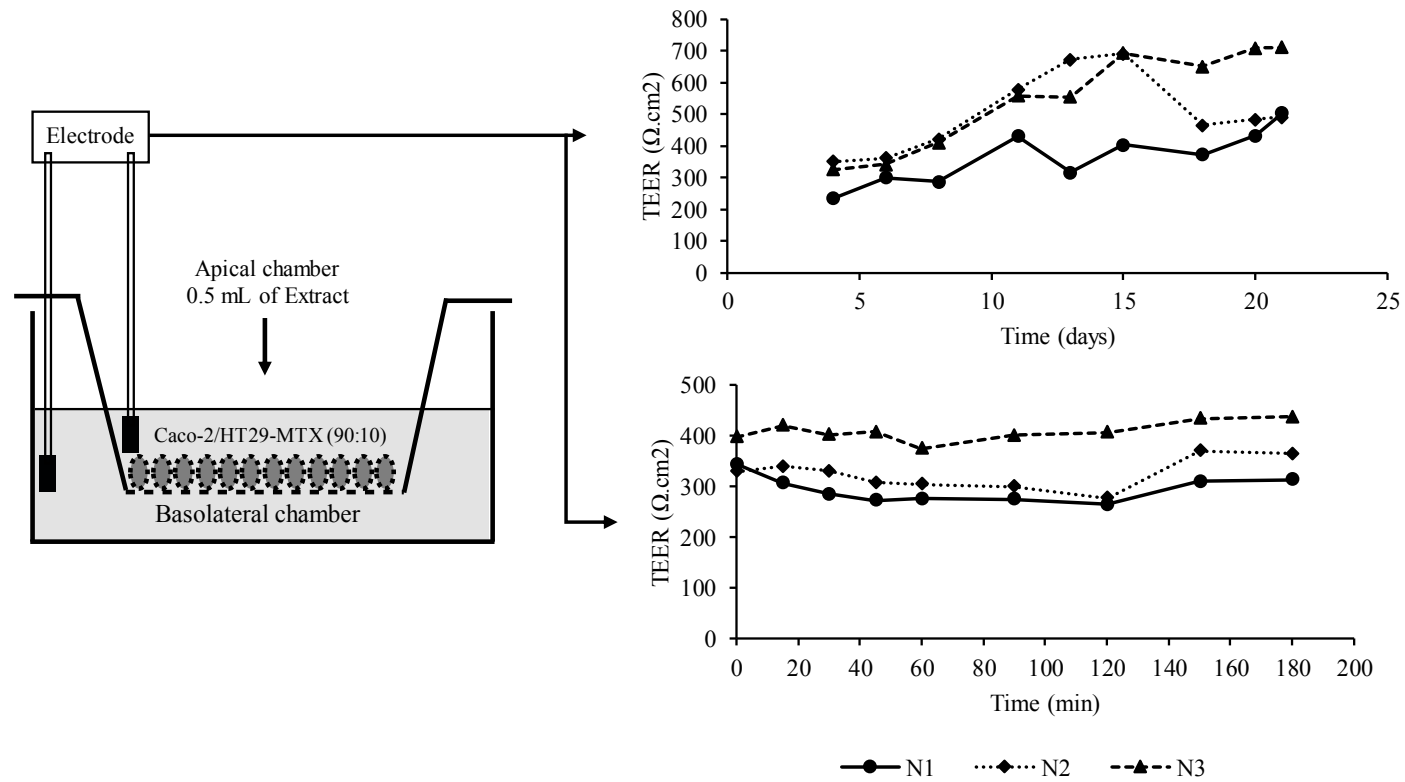 Electrode
Apical chamber
0.5 mL of Extract
Caco-2/HT29-MTX (90:10)
Basolateral chamber
TEER (Ω.cm2)
800
700
600
500
400
300
200
100
0
0 5 10 15 20 25
Time (days)
TEER (Ω.cm2)
500
400
300
200
100
0
0 20 40 60 80 100 120 140 160 180 200
Time (min)
N1 N2 N3